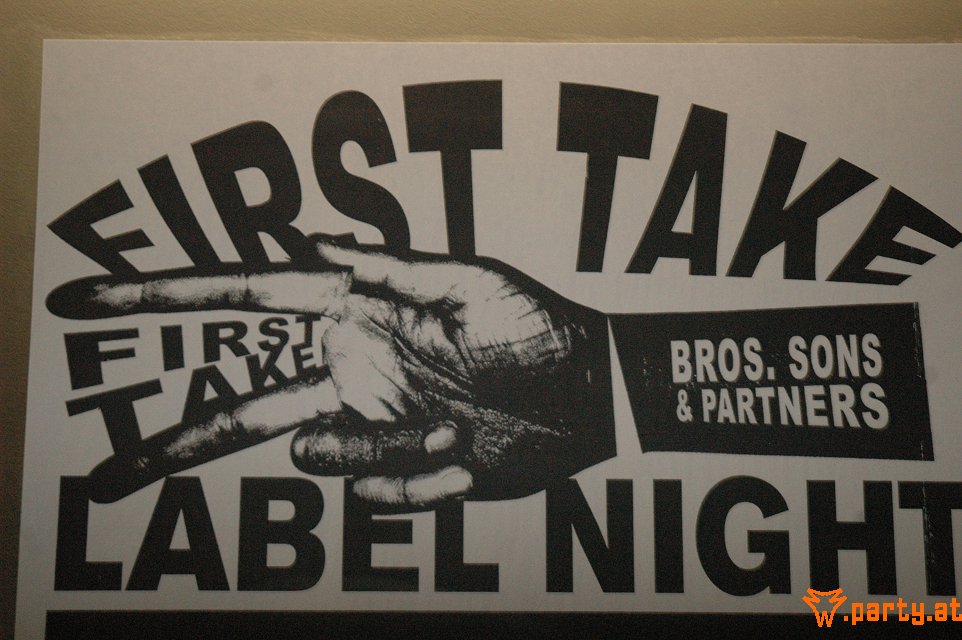 FIRST TAKE
FIRST
TAKE
BROS. SONS
& PARTNERS
LABEL NIGHT
.party.at